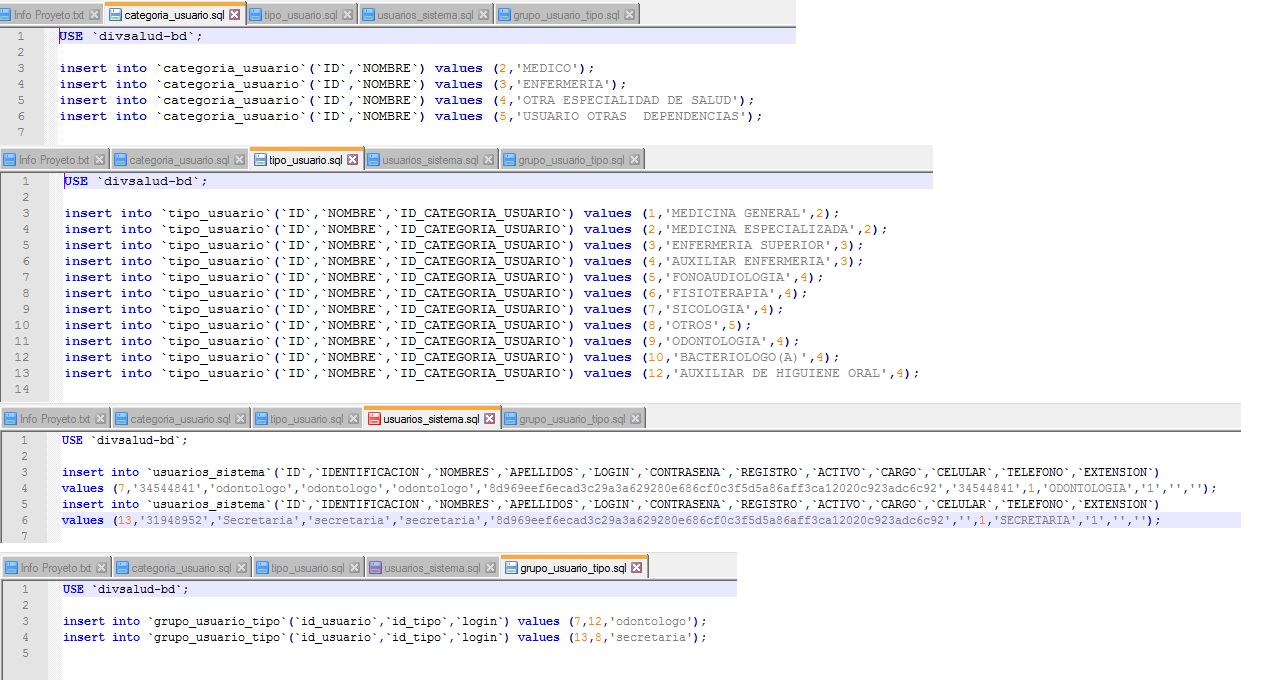 Info Proyeto.txt categoria_usuario.sql tipo_usuario.sql usuarios_sistema.sql grupo_usuario_tipo.sql
1 USE `divsalud-bd`;
2
3 insert into `categoria_usuario`(`ID`,`NOMBRE`) values (2,'MEDICO');
4 insert into `categoria_usuario`(`ID`,`NOMBRE`) values (3,'ENFERMERIA');
5 insert into `categoria_usuario`(`ID`,`NOMBRE`) values (4,'OTRA ESPECIALIDAD DE SALUD');
6 insert into `categoria_usuario`(`ID`,`NOMBRE`) values (5,'USUARIO OTRAS  DEPENDENCIAS');
7
Info Proyeto.txt categoria_usuario.sql tipo_usuario.sql usuarios_sistema.sql grupo_usuario_tipo.sql
1 USE `divsalud-bd`;
2
3 insert into `tipo_usuario`(`ID`,`NOMBRE`,`ID_CATEGORIA_USUARIO`) values (1,'MEDICINA GENERAL',2);
4 insert into `tipo_usuario`(`ID`,`NOMBRE`,`ID_CATEGORIA_USUARIO`) values (2,'MEDICINA ESPECIALIZADA',2);
5 insert into `tipo_usuario`(`ID`,`NOMBRE`,`ID_CATEGORIA_USUARIO`) values (3,'ENFERMERIA SUPERIOR',3);
6 insert into `tipo_usuario`(`ID`,`NOMBRE`,`ID_CATEGORIA_USUARIO`) values (4,'AUXILIAR ENFERMERIA',3);
7 insert into `tipo_usuario`(`ID`,`NOMBRE`,`ID_CATEGORIA_USUARIO`) values (5,'FONOAUDIOLOGIA',4);
8 insert into `tipo_usuario`(`ID`,`NOMBRE`,`ID_CATEGORIA_USUARIO`) values (6,'FISIOTERAPIA',4);
9 insert into `tipo_usuario`(`ID`,`NOMBRE`,`ID_CATEGORIA_USUARIO`) values (7,'SICOLOGIA',4);
10 insert into `tipo_usuario`(`ID`,`NOMBRE`,`ID_CATEGORIA_USUARIO`) values (8,'OTROS',5);
11 insert into `tipo_usuario`(`ID`,`NOMBRE`,`ID_CATEGORIA_USUARIO`) values (9,'ODONTOLOGIA',4);
12 insert into `tipo_usuario`(`ID`,`NOMBRE`,`ID_CATEGORIA_USUARIO`) values (10,'BACTERIOLOGO(A)',4);
13 insert into `tipo_usuario`(`ID`,`NOMBRE`,`ID_CATEGORIA_USUARIO`) values (12,'AUXILIAR DE HIGUIENE ORAL',4);
14
Info Proyeto.txt categoria_usuario.sql tipo_usuario.sql usuarios_sistema.sql grupo_usuario_tipo.sql
1 USE `divsalud-bd`;
2
3 insert into `usuarios_sistema`(`ID`,`IDENTIFICACION`,`NOMBRES`,`APELLIDOS`,`LOGIN`,`CONTRASENA`,`REGISTRO`,`ACTIVO`,`CARGO`,`CELULAR`,`TELEFONO`,`EXTENSION`)
4 values (7,'34544841','odontologo','odontologo','odontologo','8d969eef6ecad3c29a3a629280e686cf0c3f5d5a86aff3ca12020c923adc6c92','34544841',1,'ODONTOLOGIA','1','','');
5 insert into `usuarios_sistema`(`ID`,`IDENTIFICACION`,`NOMBRES`,`APELLIDOS`,`LOGIN`,`CONTRASENA`,`REGISTRO`,`ACTIVO`,`CARGO`,`CELULAR`,`TELEFONO`,`EXTENSION`)
6 values (13,'31948952','Secretaria','secretaria','secretaria','8d969eef6ecad3c29a3a629280e686cf0c3f5d5a86aff3ca12020c923adc6c92','',1,'SECRETARIA','1','','');
7
Info Proyeto.txt categoria_usuario.sql tipo_usuario.sql usuarios_sistema.sql grupo_usuario_tipo.sql
1 USE `divsalud-bd`;
2
3 insert into `grupo_usuario_tipo`(`id_usuario`,`id_tipo`,`login`) values (7,12,'odontologo');
4 insert into `grupo_usuario_tipo`(`id_usuario`,`id_tipo`,`login`) values (13,8,'secretaria');
5